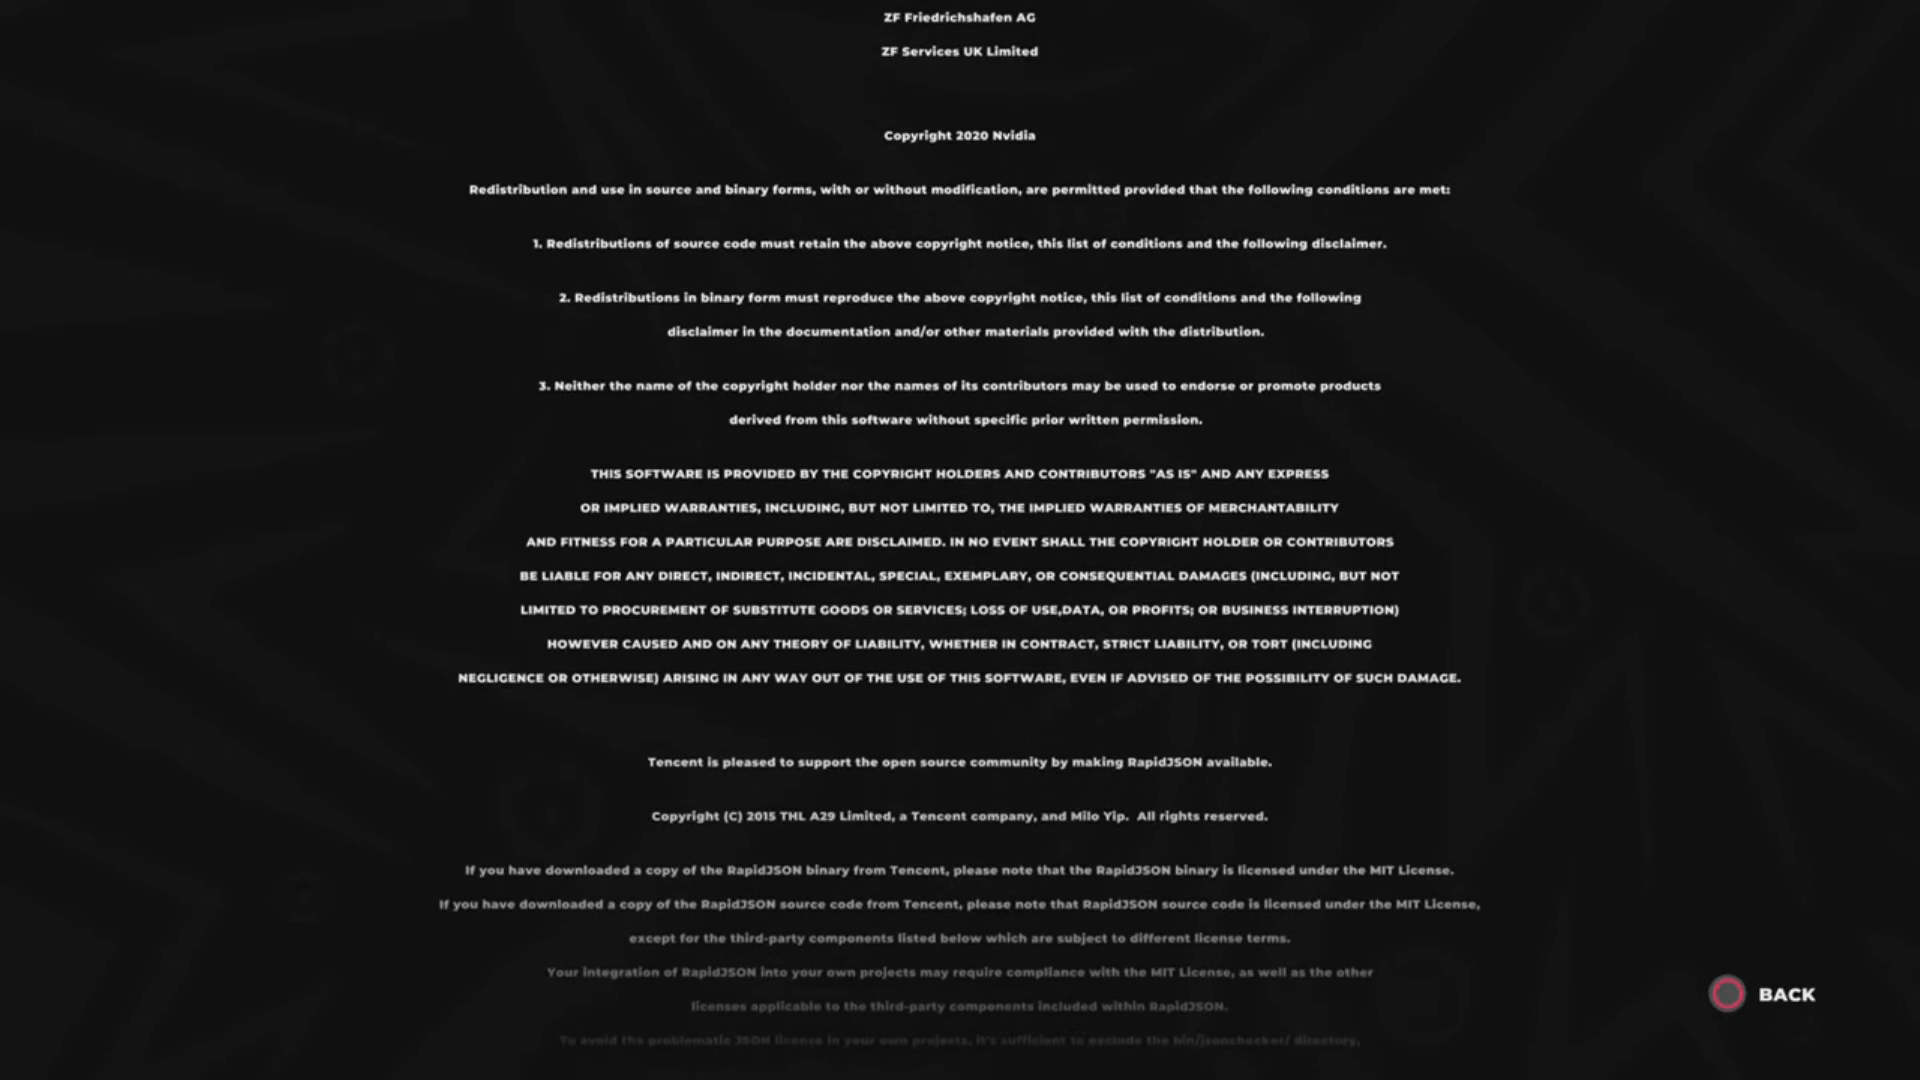 ZF Friedrichshafen AG
ZF Services UK Limited
Copyright 2020 Nvidia
Redistribution and use in source and binary forms, with or without modification, are permitted provided that the following conditions are met:
1. Redistributions of source code must retain the above copyright notice, this list of conditions and the following disclaimer.
2. Redistributions in binary form must reproduce the above copyright notice, this list of conditions and the following
disclaimer in the documentation and/or other materials provided with the distribution.
3. Neither the name of the copyright holder nor the names of its contributors may be used to endorse or promote products
derived from this software without specific prior written permission.
THIS SOFTWARE IS PROVIDED BY THE COPYRIGHT HOLDERS AND CONTRIBUTORS "AS IS" AND ANY EXPRESS
OR IMPLIED WARRANTIES, INCLUDING, BUT NOT LIMITED TO, THE IMPLIED WARRANTIES OF MERCHANTABILITY
AND FITNESS FOR A PARTICULAR PURPOSE ARE DISCLAIMED. IN NO EVENT SHALL THE COPYRIGHT HOLDER OR CONTRIBUTORS
BE LIABLE FOR ANY DIRECT, INDIRECT, INCIDENTAL, SPECIAL, EXEMPLARY, OR CONSEQUENTIAL DAMAGES (INCLUDING, BUT NOT
LIMITED TO PROCUREMENT OF SUBSTITUTE GOODS OR SERVICES; LOSS OF USE,DATA, OR PROFITS; OR BUSINESS INTERRUPTION)
HOWEVER CAUSED AND ON ANY THEORY OF LIABILITY, WHETHER IN CONTRACT, STRICT LIABILITY, OR TORT (INCLUDING
NEGLIGENCE OR OTHERWISE) ARISING IN ANY WAY OUT OF THE USE OF THIS SOFTWARE, EVEN IF ADVISED OF THE POSSIBILITY OF SUCH DAMAGE.
Tencent is pleased to support the open source community by making RapidJSON available.
Copyright (C) 2015 THL A29 Limited, a Tencent company, and Milo Yip.  All rights reserved.
If you have downloaded a copy of the RapidJSON binary from Tencent, please note that the RapidJSON binary is licensed under the MIT License.
If you have downloaded a copy of the RapidJSON source code from Tencent, please note that RapidJSON source code is licensed under the MIT License,
except for the third-party components listed below which are subject to different license terms.
Your integration of RapidJSON into your own projects may require compliance with the MIT License, as well as the other
licenses applicable to the third-party components included within RapidJSON.
To avoid the problematic JSON license in your own projects, it's sufficient to exclude the bin/jsonchecker/ directory,
BACK